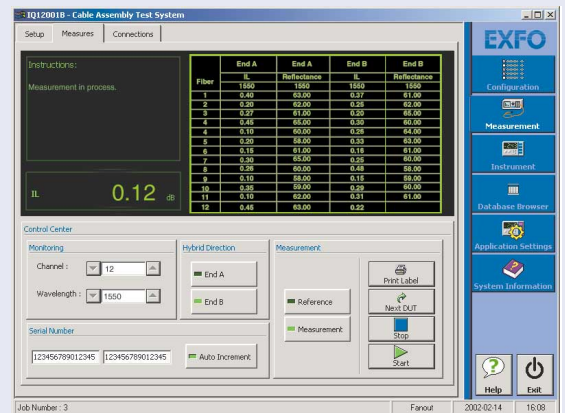 IQ12001B - Cable Assembly Test System
Setup Measures Connections
EXFO
Instructions:
Measurement in process.
End A End A End B End B
Fiber IL Reflectance IL Reflectance
1550 1550 1550 1550
1 0.40 63.00 0.37 61.00
2 0.20 62.00 0.25 62.00
3 0.27 61.00 0.20 65.00
4 0.45 65.00 0.30 60.00
4 0.10 60.00 0.26 64.00
5 0.20 58.00 0.33 63.00
6 0.15 61.00 0.16 61.00
7 0.30 65.00 0.25 60.00
8 0.26 60.00 0.48 58.00
9 0.10 58.00 0.15 59.00
10 0.35 59.00 0.29 60.00
11 0.10 62.00 0.31 61.00
12 0.45 63.00 0.22
IL 0.12 dB
Configuration
Measurement
Instrument
Database Browser
Application Settings
System Information
Control Center
Monitoring
Channel : 12
Wavelength : 1550
Hybrid Direction
End A
End B
Measurement
Reference
Measurement
Print Label
Next DUT
Stop
Start
Serial Number
123456789012345 123456789012345 Auto Increment
Help Exit
Job Number : 3 Fanout 2002-02-14 16:08